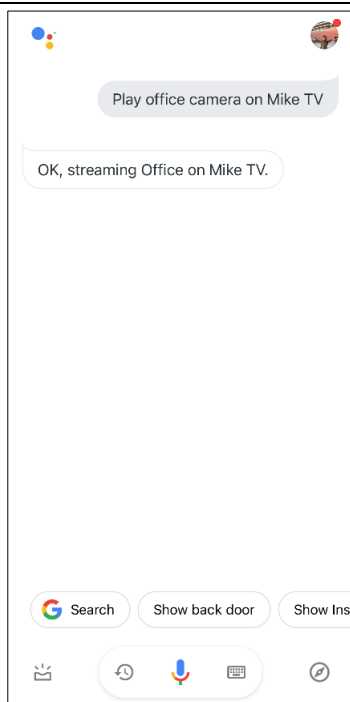 Play office camera on Mike TV
OK, streaming Office on Mike TV.
Search
Show back door
Show Ins